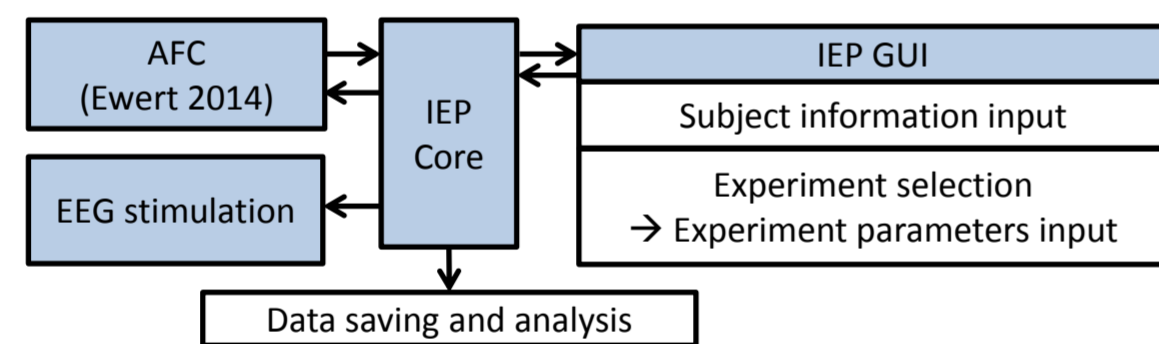 AFC
(Ewert 2014)
EEG stimulation
IEP
Core
IEP GUI
Subject information input
Experiment selection
→ Experiment parameters input
Data saving and analysis